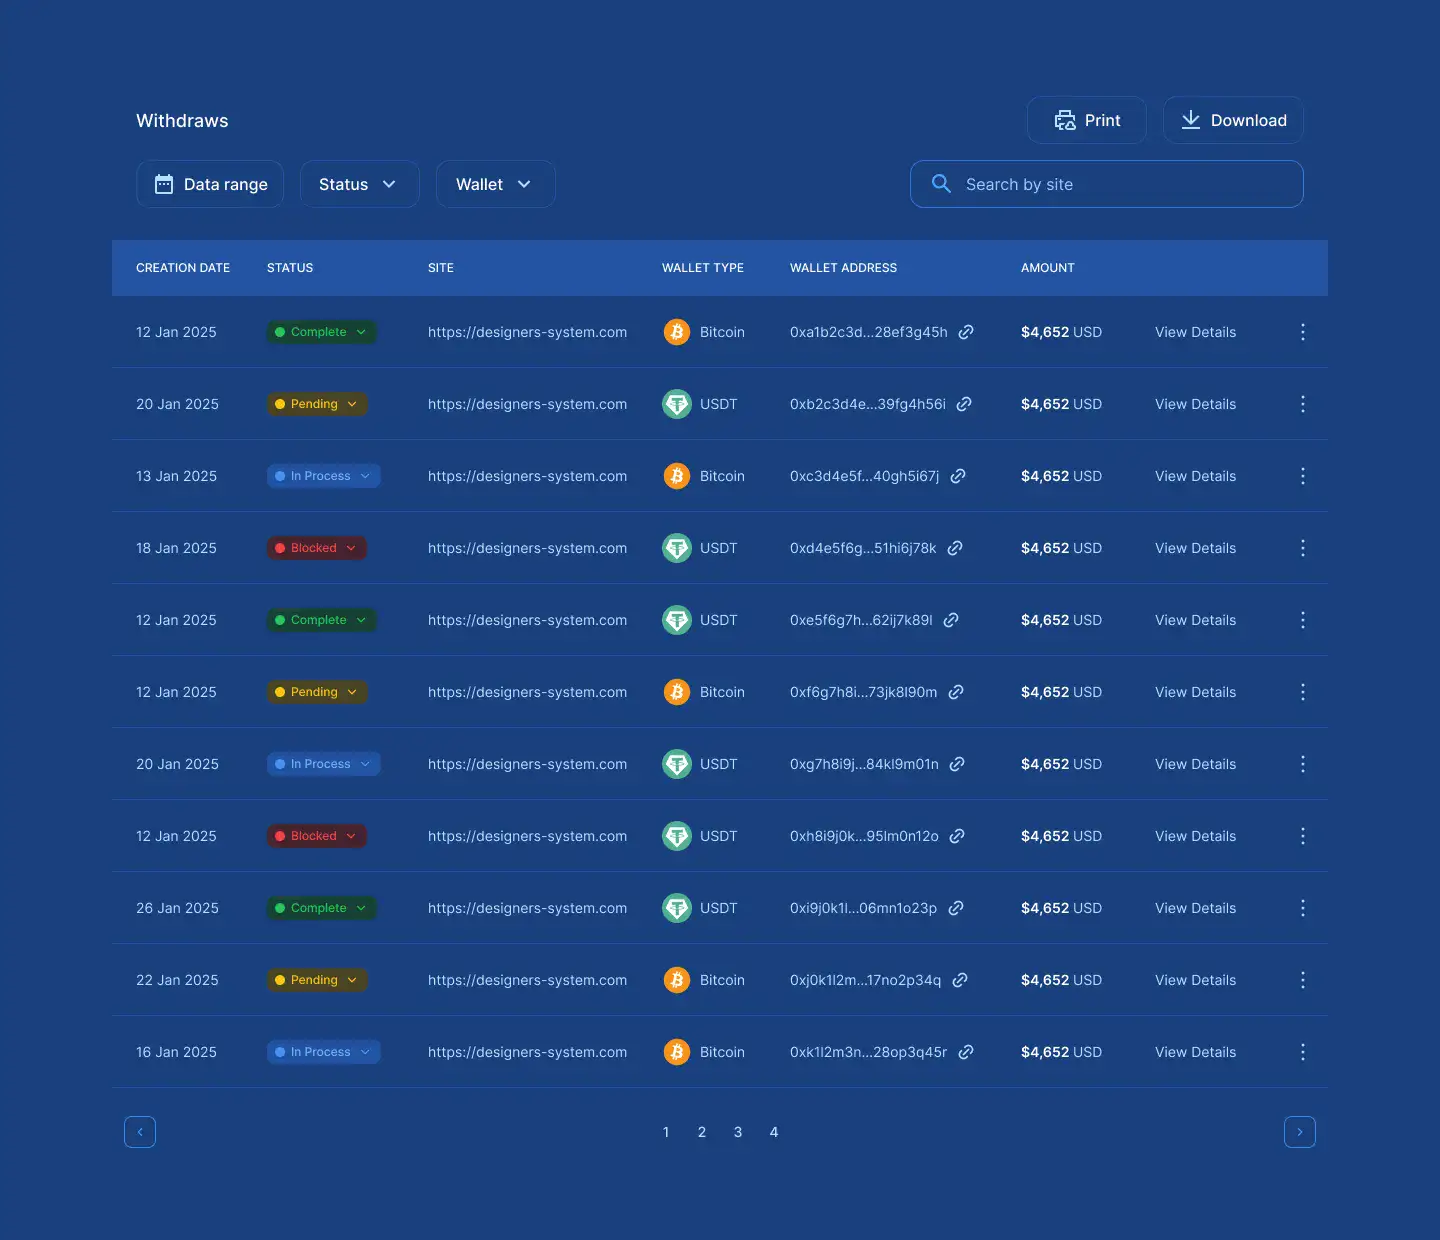 Withdraws
Print
Download
Data range
Status
Wallet
Search by site
CREATION DATE STATUS SITE WALLET TYPE WALLET ADDRESS AMOUNT
12 Jan 2025 Complete https://designers-system.com Bitcoin 0xa1b2c3d...28ef3g45h $4,652 USD View Details
20 Jan 2025 Pending https://designers-system.com USDT 0xb2c3d4e...39fg4h56i $4,652 USD View Details
13 Jan 2025 In Process https://designers-system.com Bitcoin 0xc3d4e5f...40gh5i67j $4,652 USD View Details
18 Jan 2025 Blocked https://designers-system.com USDT 0xd4e5f6g...51hi6j78k $4,652 USD View Details
12 Jan 2025 Complete https://designers-system.com USDT 0xe5f6g7h...62ij7k89l $4,652 USD View Details
12 Jan 2025 Pending https://designers-system.com Bitcoin 0xf6g7h8i...73jk8l90m $4,652 USD View Details
20 Jan 2025 In Process https://designers-system.com USDT 0xg7h8i9j...84kl9m01n $4,652 USD View Details
12 Jan 2025 Blocked https://designers-system.com USDT 0xh8i9j0k...95lm0n12o $4,652 USD View Details
26 Jan 2025 Complete https://designers-system.com USDT 0xi9j0k1l...06mn1o23p $4,652 USD View Details
22 Jan 2025 Pending https://designers-system.com Bitcoin 0xj0k1l2m...17no2p34q $4,652 USD View Details
16 Jan 2025 In Process https://designers-system.com Bitcoin 0xk1l2m3n...28op3q45r $4,652 USD View Details
1 2 3 4